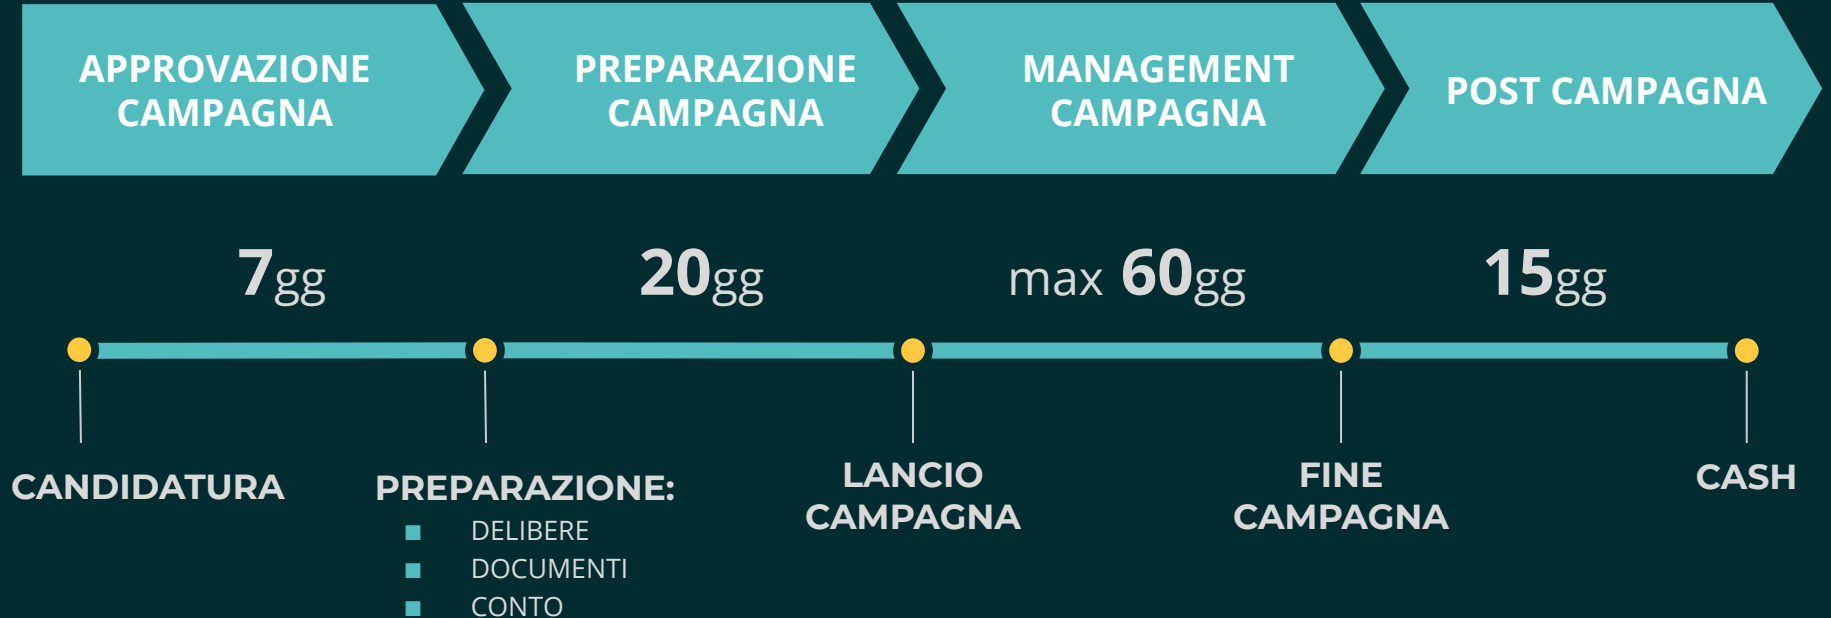 APPROVAZIONE
CAMPAGNA
PREPARAZIONE
CAMPAGNA
MANAGEMENT
CAMPAGNA
POST CAMPAGNA
7gg
20gg
max 60gg
15gg
CANDIDATURA
PREPARAZIONE:
DELIBERE
DOCUMENTI
CONTO
LANCIO
CAMPAGNA
FINE
CAMPAGNA
CASH